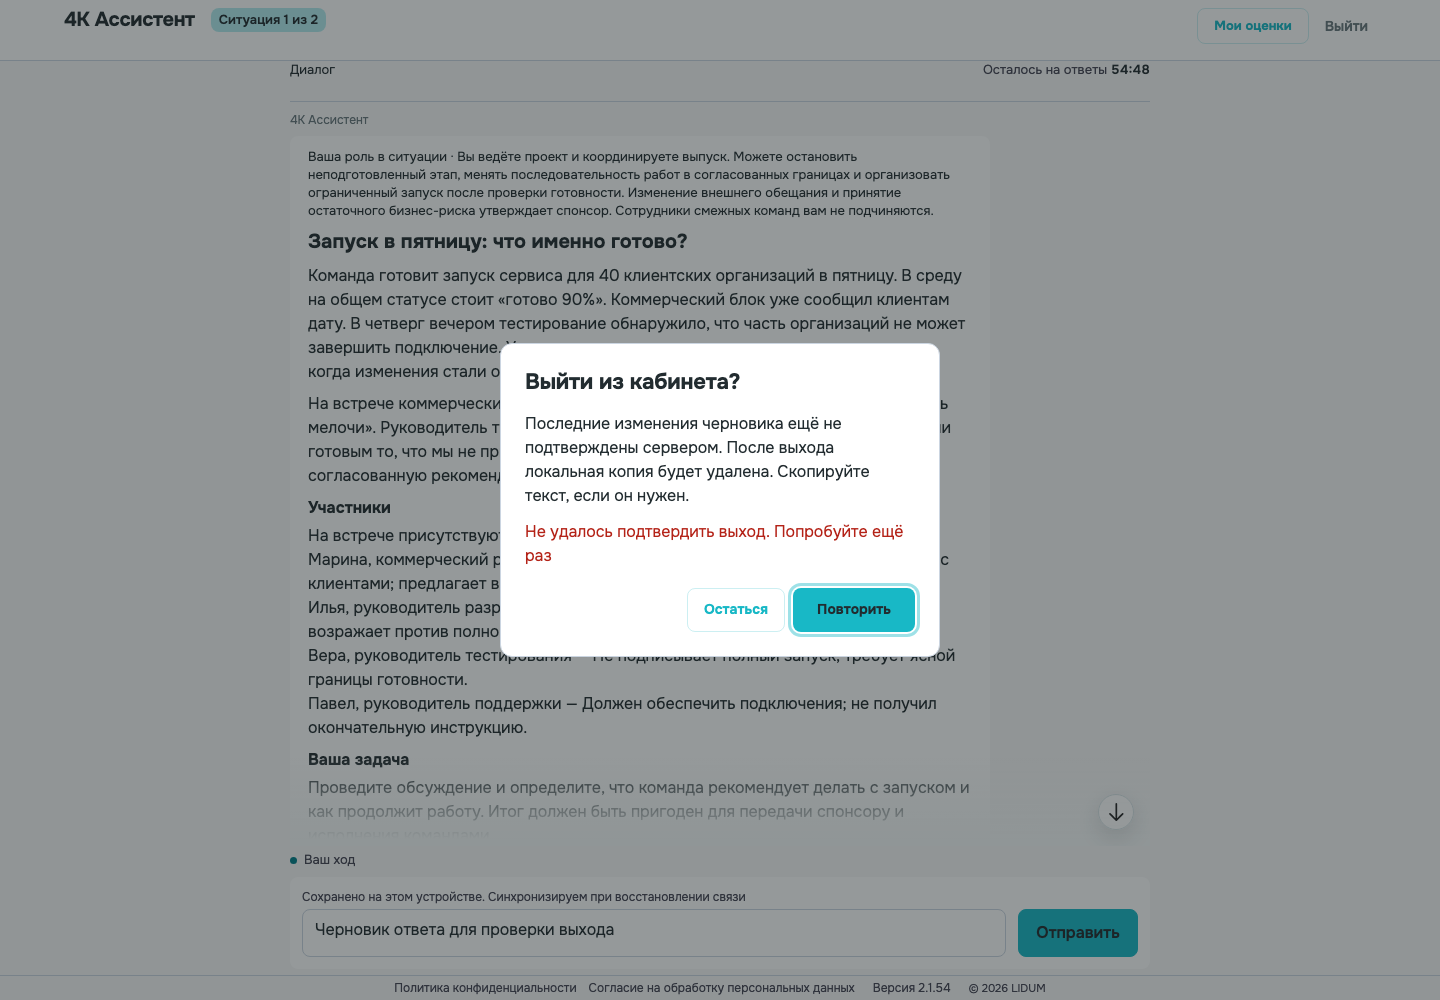 4К Ассистент
Ситуация 1 из 2
Мои оценки
Выйти
Диалог
Осталось на ответы 54:48
4К Ассистент
Ваша роль в ситуации · Вы ведёте проект и координируете выпуск. Можете остановить
неподготовленный этап, менять последовательность работ в согласованных границах и организовать
ограниченный запуск после проверки готовности. Изменение внешнего обещания и принятие
остаточного бизнес-риска утверждает спонсор. Сотрудники смежных команд вам не подчиняются.
Запуск в пятницу: что именно готово?
Команда готовит запуск сервиса для 40 клиентских организаций в пятницу. В среду
на общем статусе стоит «готово 90%». Коммерческий блок уже сообщил клиентам
дату. В четверг вечером тестирование обнаружило, что часть организаций не может
завершить подключение.
когда изменения стали
На встрече
мелочи». Руководитель
готовым то, что мы не
согласованную
Участники
На встрече
Марина, коммерческий
с
клиентами; предлагает
Илья, руководитель
возражает против
Вера, руководитель тестирования — Не подписывает полный запуск, требует ясной
границы готовности.
Павел, руководитель поддержки — Должен обеспечить подключения; не получил
окончательную инструкцию.
Ваша задача
Проведите обсуждение и определите, что команда рекомендует делать с запуском и
как продолжит работу. Итог должен быть пригоден для передачи спонсору и
Выйти из кабинета?
Последние изменения черновика ещё не
подтверждены сервером. После выхода
локальная копия будет удалена. Скопируйте
текст, если он нужен.
Не удалось подтвердить выход. Попробуйте ещё
раз
Остаться
Повторить
Ваш ход
Сохранено на этом устройстве. Синхронизируем при восстановлении связи
Черновик ответа для проверки выхода
Отправить
Политика конфиденциальности
Согласие на обработку персональных данных
Версия 2.1.54
© 2026 LIDUM